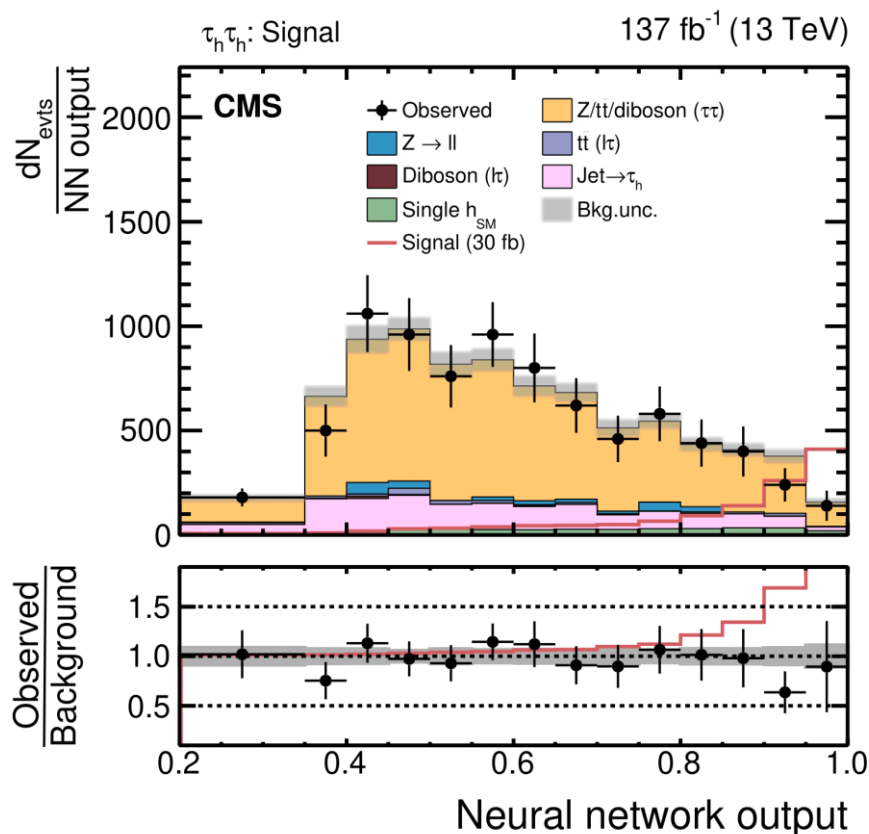 τhτh: Signal
137 fb-1 (13 TeV)
dNevts
NN output
CMS
Observed
Z/tt/diboson (ττ)
Z → ll
tt (lτ)
Diboson (lτ)
Jet→τh
Single hSM
Bkg.unc.
Signal (30 fb)
2000
1500
1000
500
0
Observed
Background
1.5
1.0
0.5
0.2
0.4
0.6
0.8
1.0
Neural network output